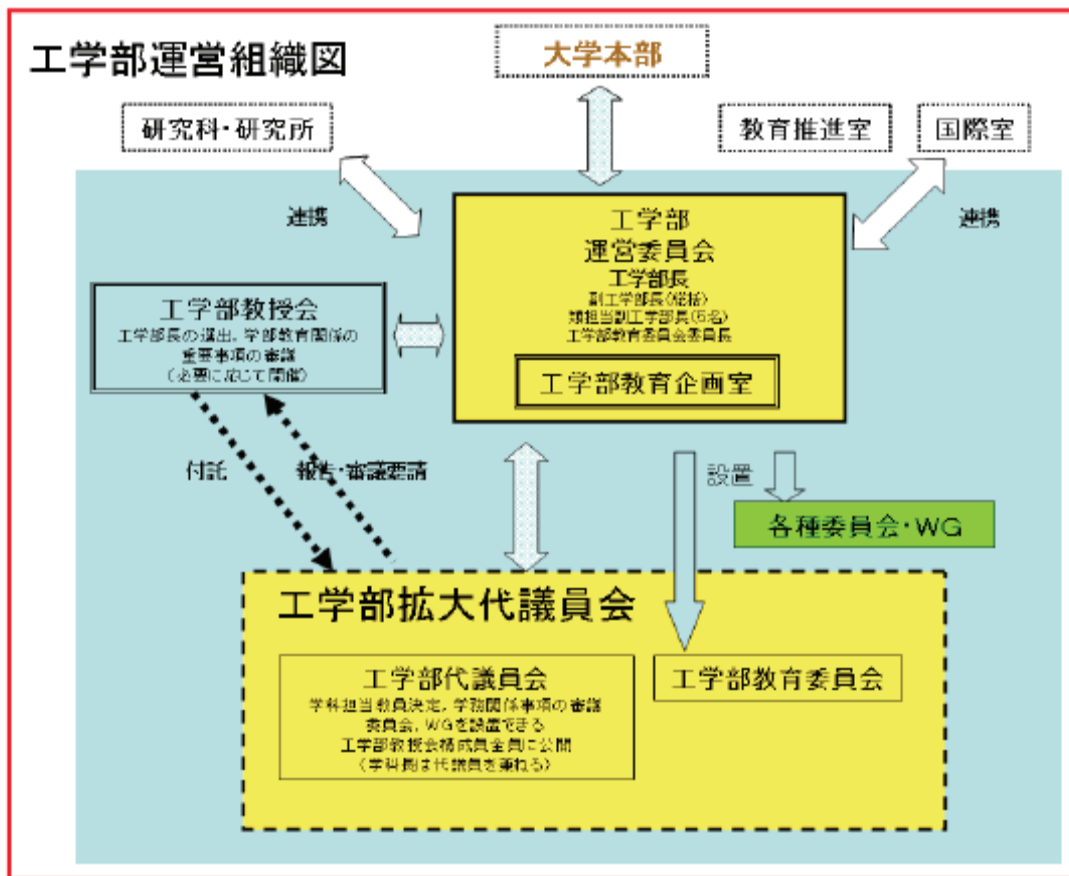 工学部運営組織図
大学本部
研究科・研究所
教育推進室
国際室
連携
連携
工学部
運営委員会
工学部長
副工学部長(総括)
類担当副工学部長(5名)
工学部教育委員会委員長
工学部教育企画室
工学部教授会
工学部長の選出，学部教育関係の
重要事項の審議
(必要に応じて開催)
付託
報告・審議要請
設置
各種委員会・WG
工学部拡大代議員会
工学部代議員会
学科担当教員決定，学務関係事項の審議
委員会，WGを設置できる
工学部教授会構成員全員に公開
(学科長は代議員を兼ねる)
工学部教育委員会